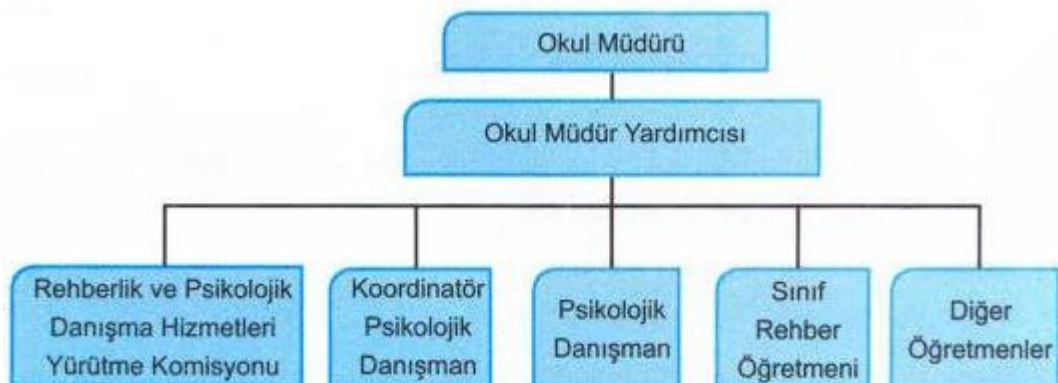 Okul Müdürü
Okul Müdür Yardımcısı
Rehberlik ve Psikolojik
Danışma Hizmetleri
Yürütme Komisyonu
Koordinatör
Psikolojik
Danışman
Psikolojik
Danışman
Sınıf
Rehber
Öğretmeni
Diğer
Öğretmenler